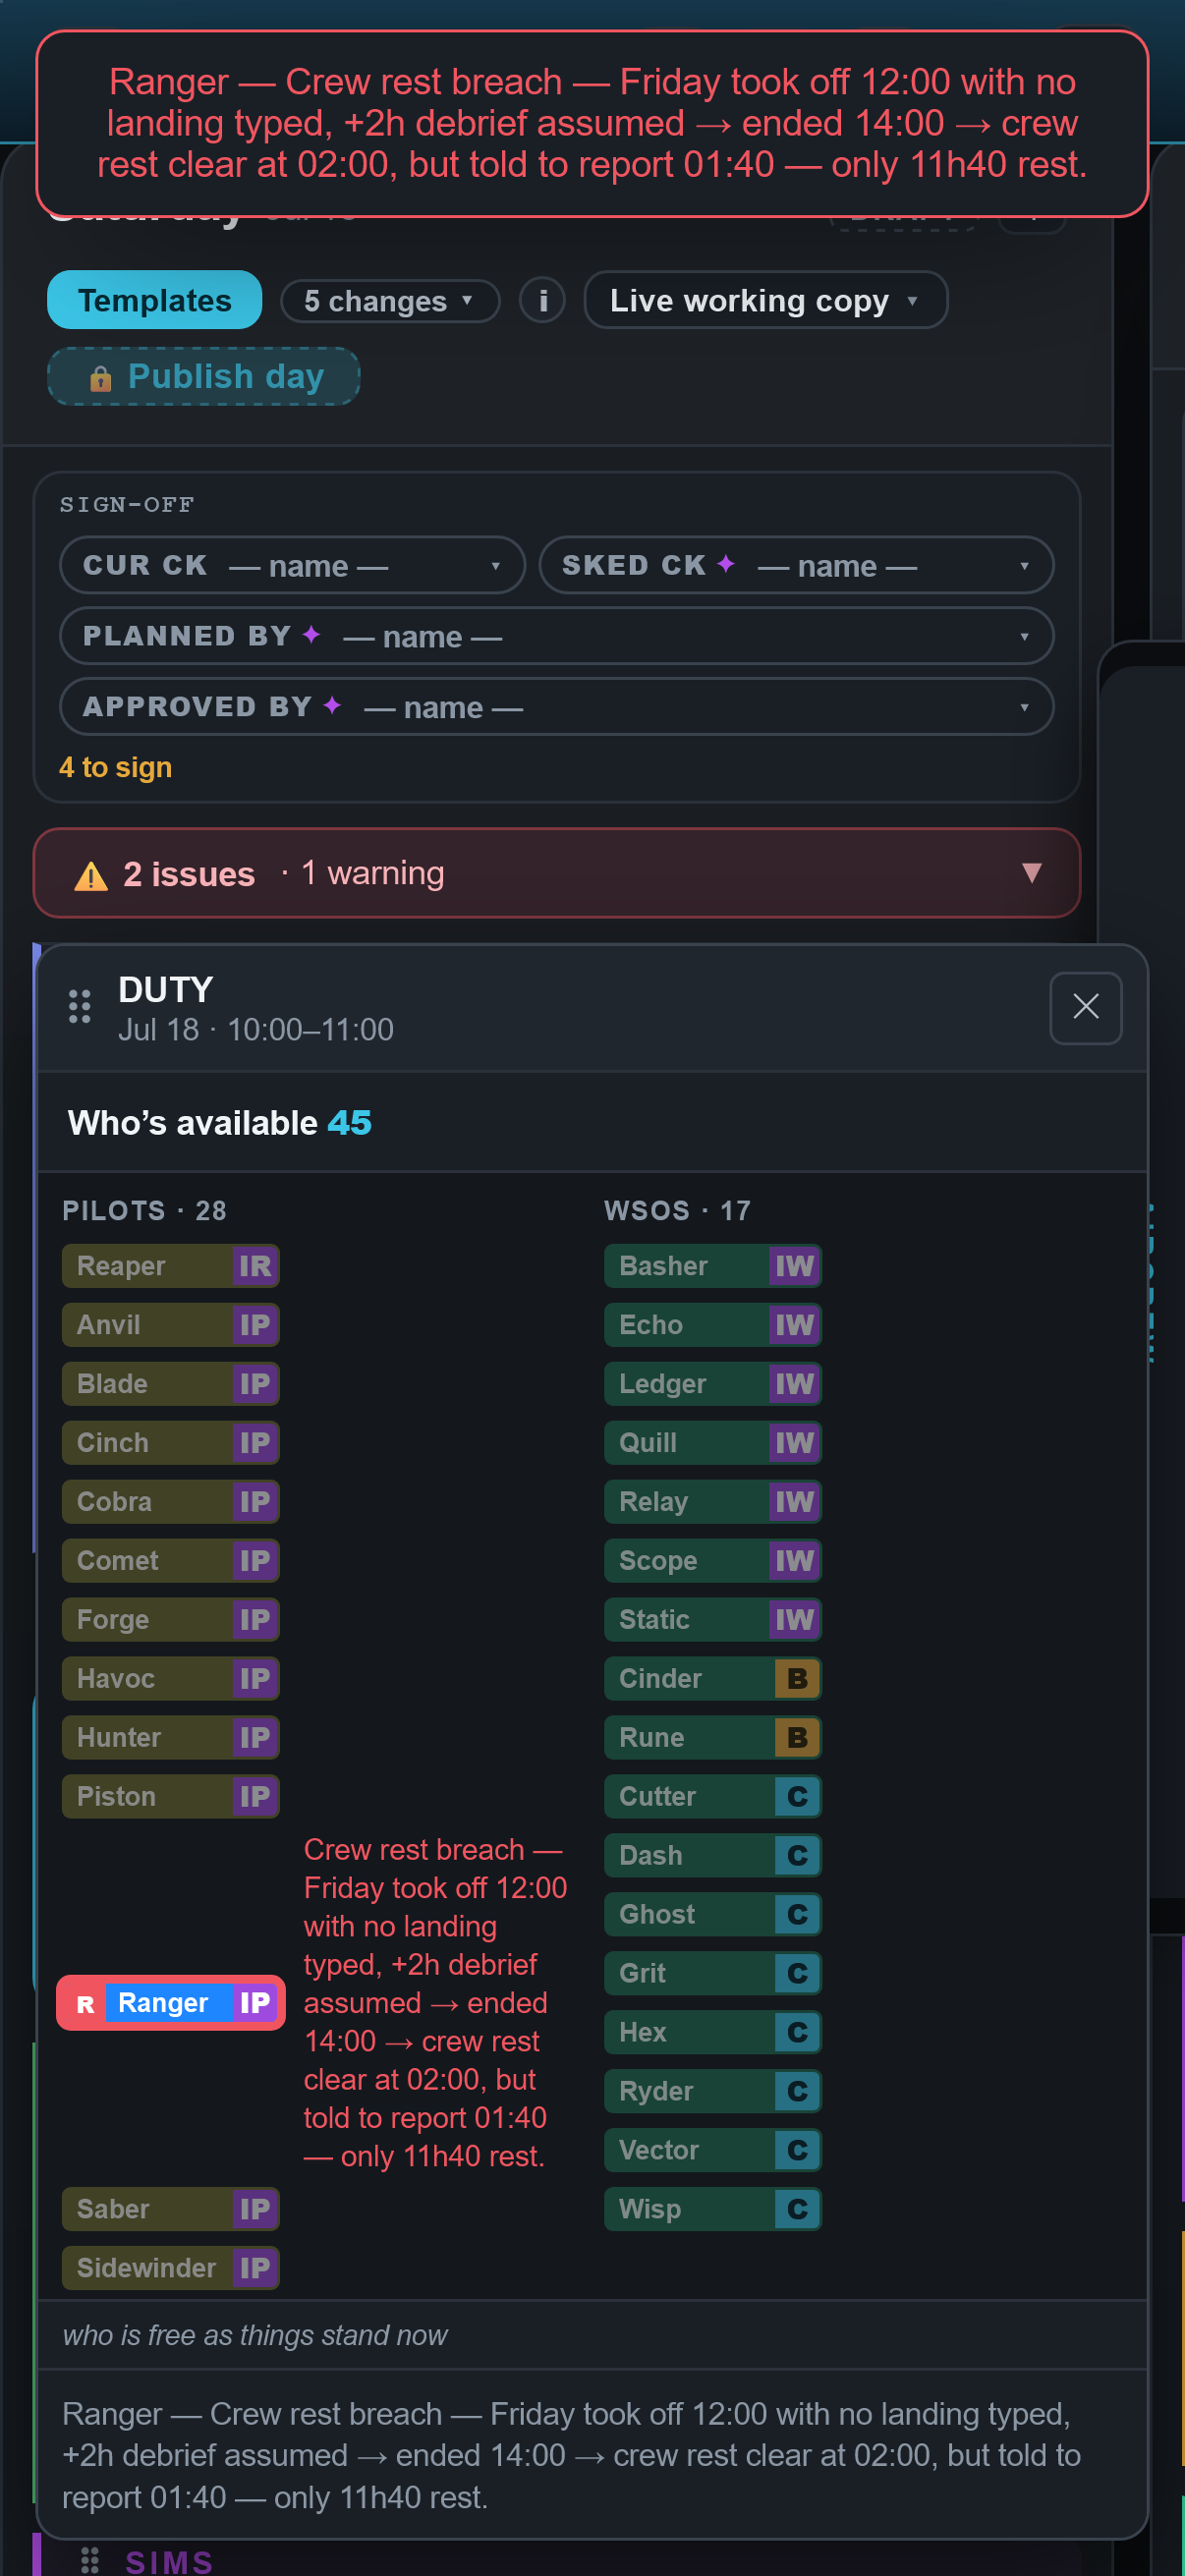 Ranger — Crew rest breach — Friday took off 12:00 with no
landing typed, +2h debrief assumed → ended 14:00 → crew
rest clear at 02:00, but told to report 01:40 — only 11h40 rest.
Templates
5 changes ▾
i
Live working copy ▾
🔒 Publish day
SIGN-OFF
CUR CK — name — ▾
SKED CK ✦ — name — ▾
PLANNED BY ✦ — name — ▾
APPROVED BY ✦ — name — ▾
4 to sign
⚠️ 2 issues · 1 warning ▼
DUTY
Jul 18 · 10:00–11:00
Who's available 45
PILOTS · 28
Reaper IR
Anvil IP
Blade IP
Cinch IP
Cobra IP
Comet IP
Forge IP
Havoc IP
Hunter IP
Piston IP
R Ranger IP
Crew rest breach —
Friday took off 12:00
with no landing
typed, +2h debrief
assumed → ended
14:00 → crew rest
clear at 02:00, but
told to report 01:40
— only 11h40 rest.
Saber IP
Sidewinder IP
WSOS · 17
Basher IW
Echo IW
Ledger IW
Quill IW
Relay IW
Scope IW
Static IW
Cinder B
Rune B
Cutter C
Dash C
Ghost C
Grit C
Hex C
Ryder C
Vector C
Wisp C
who is free as things stand now
Ranger — Crew rest breach — Friday took off 12:00 with no landing typed,
+2h debrief assumed → ended 14:00 → crew rest clear at 02:00, but told to
report 01:40 — only 11h40 rest.
SIMS